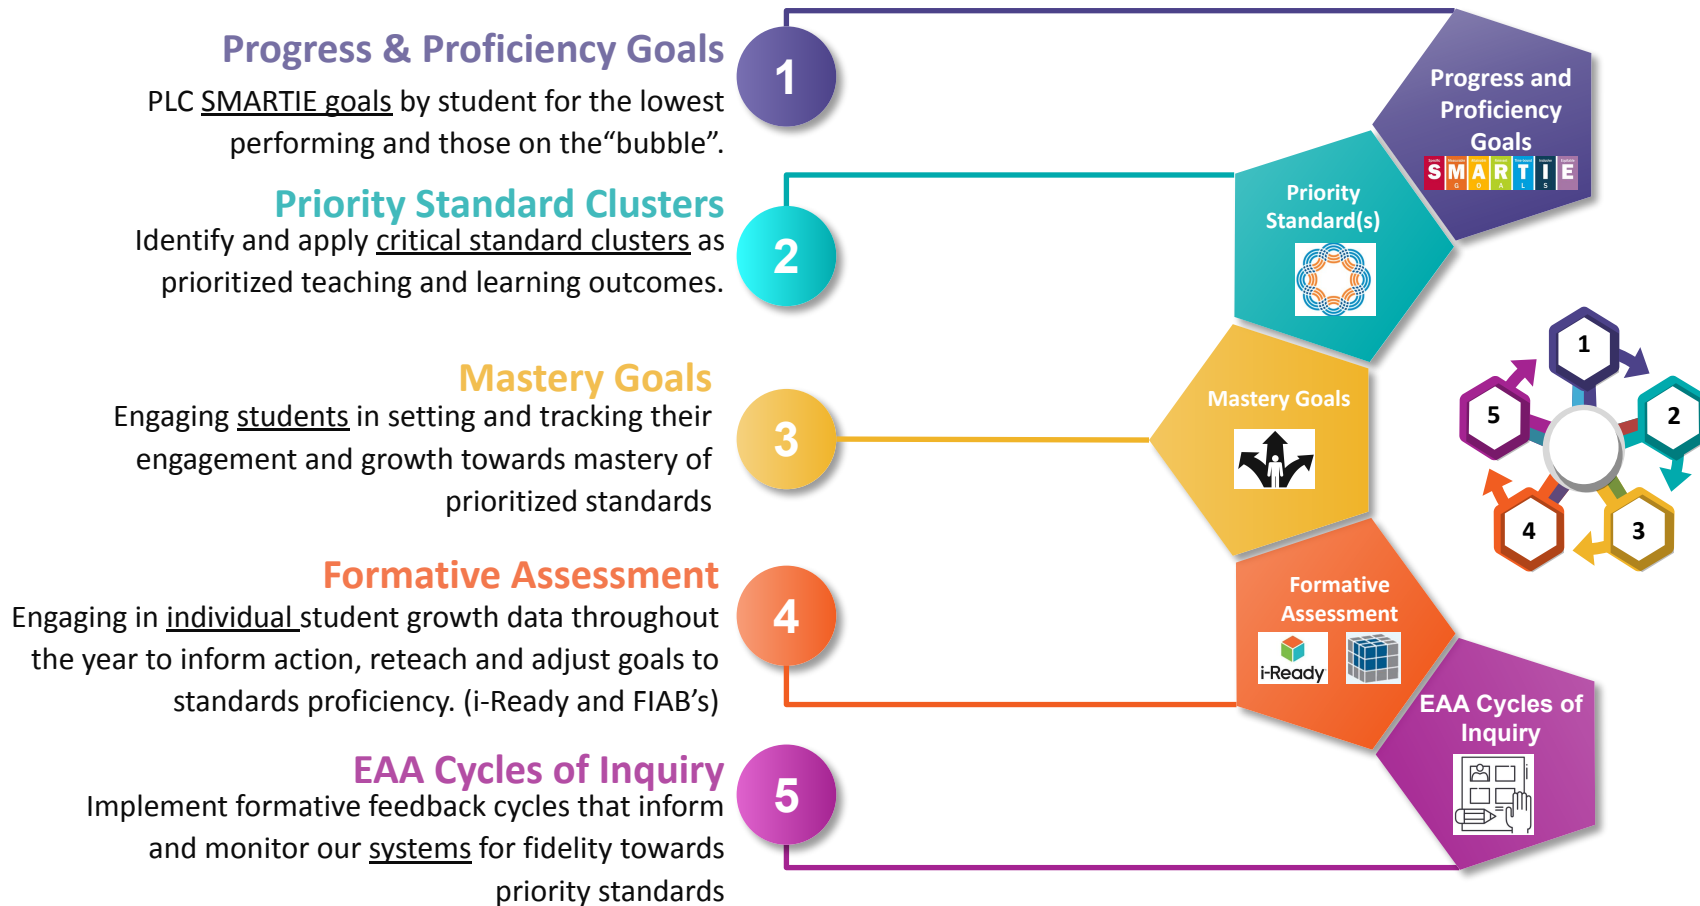 Progress & Proficiency Goals
PLC SMARTIE goals by student for the lowest
performing and those on the“bubble”.
1
Priority Standard Clusters
Identify and apply critical standard clusters as
prioritized teaching and learning outcomes.
2
Mastery Goals
Engaging students in setting and tracking their
engagement and growth towards mastery of
prioritized standards
3
Formative Assessment
Engaging in individual student growth data throughout
the year to inform action, reteach and adjust goals to
standards proficiency. (i-Ready and FIAB’s)
4
EAA Cycles of Inquiry
Implement formative feedback cycles that inform
and monitor our systems for fidelity towards
priority standards
5
Progress and
Proficiency
Goals
SMARTIE
GOALS
Priority
Standard(s)
Mastery Goals
Formative
Assessment
i-Ready
EAA Cycles of
Inquiry
1
2
3
4
5